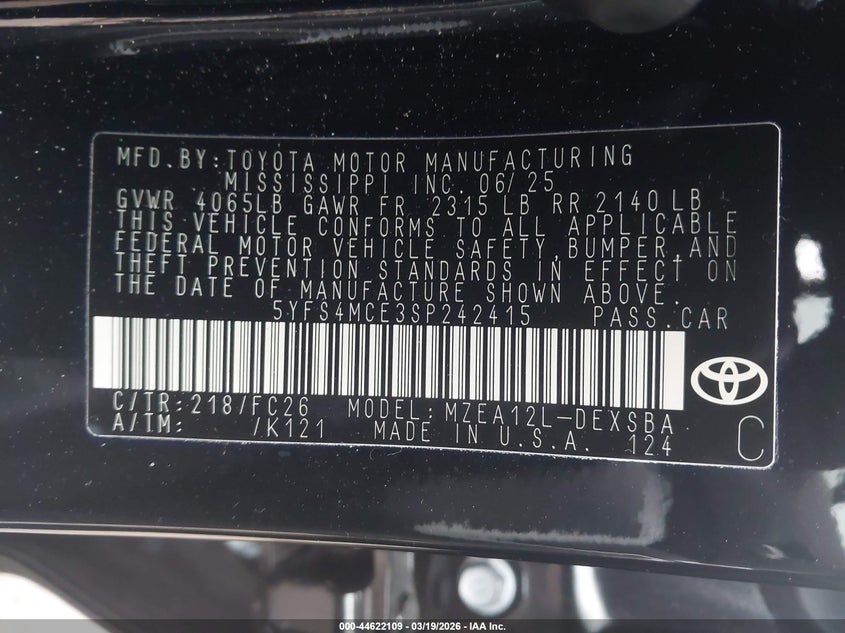 MFD.BY:TOYOTA MOTOR MANUFACTURING
MISSISSIPPI INC. 06/25
GVWR 4065LB GAWR FR 2315 LB RR 2140 LB
THIS VEHICLE CONFORMS TO ALL APPLICABLE
FEDERAL MOTOR VEHICLE SAFETY,BUMPER,AND
THEFT PREVENTION STANDARDS IN EFFECT ON
THE DATE OF MANUFACTURE SHOWN ABOVE.
5YFS4MCE3SP242415 PASS.CAR
C/TR:218/FC26 MODEL:MZEA12L-DEXSBA
A/TM: /K121 MADE IN U.S.A. 124
C
000-44622109 - 03/19/2026 - IAA Inc.